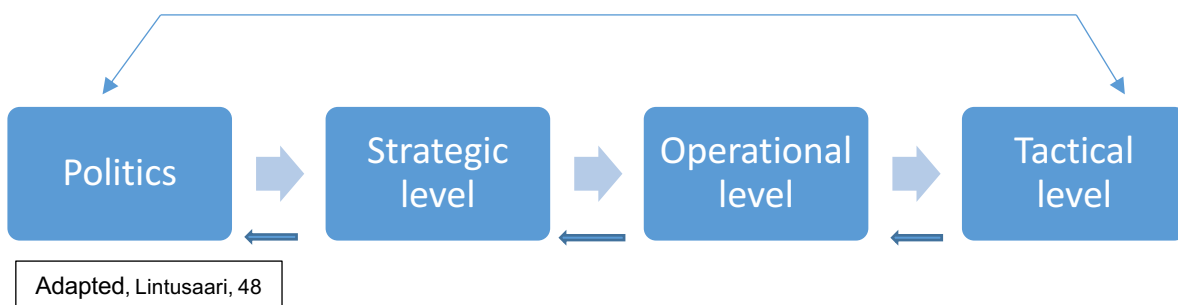 Politics
Strategic
level
Operational
level
Tactical
level
Adapted, Lintusaari, 48